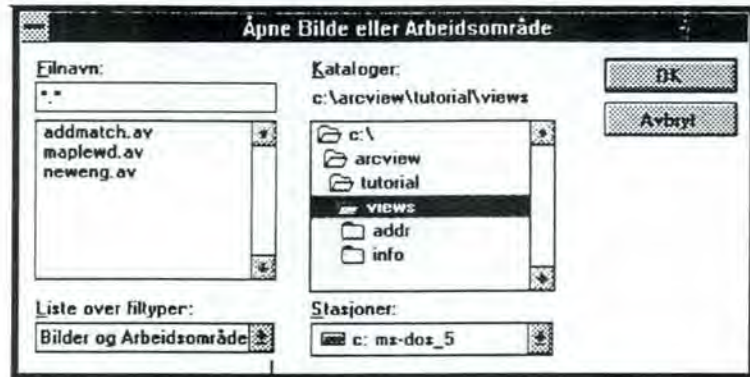 Åpne Bilde eller Arbeidsområde
Filnavn:
*.*
addmatch.av
maplewd.av
neweng.av
Liste over filtyper:
Bilder og Arbeidsområde
Kataloger:
c:\arcview\tutorial\views
c:\
arcview
tutorial
views
addr
info
Stasjoner:
c: ms-dos_5
OK
Avbryt